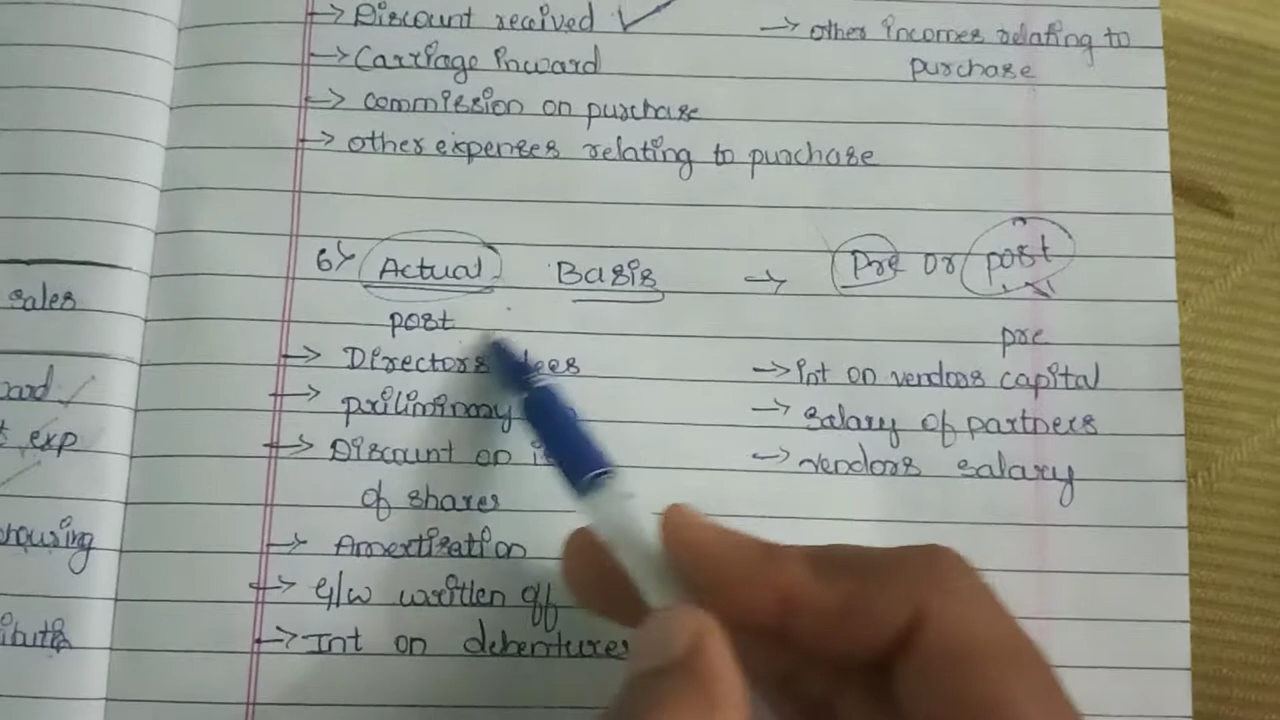 → Discount received ✓
→ other incomes relating to
purchase
→ Carriage inward
→ commission on purchase
→ other expenses relating to purchase
6> Actual Basis → Pre or post
post
→ Directors fees
→ priliminary
→ Discount on
of shares
→ Amortization
→ G/w written off
→ Int on debentures
pre
→ int on vendors capital
→ salary of partners
→ vendors salary
sales
exp